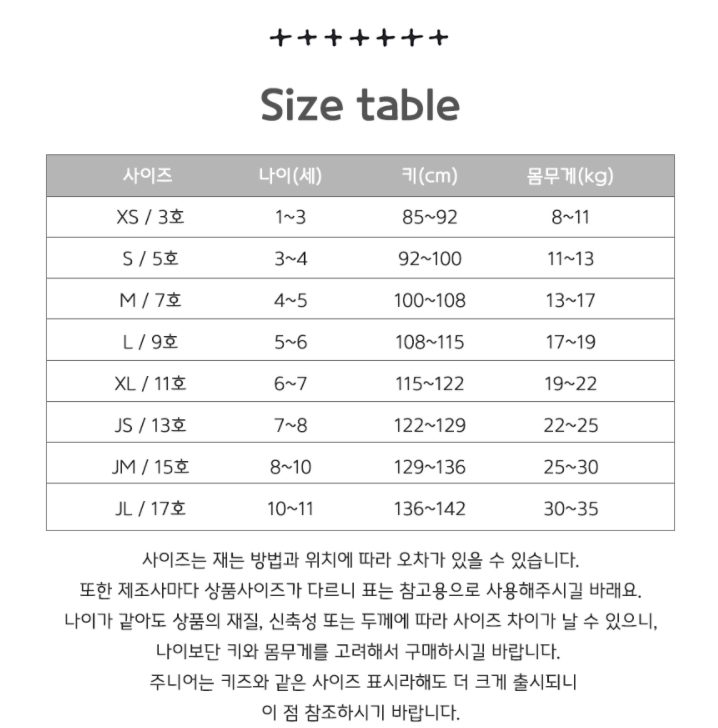 Size table
사이즈 나이(세) 키(cm) 몸무게(kg)
XS / 3호 1~3 85~92 8~11
S / 5호 3~4 92~100 11~13
M / 7호 4~5 100~108 13~17
L / 9호 5~6 108~115 17~19
XL / 11호 6~7 115~122 19~22
JS / 13호 7~8 122~129 22~25
JM / 15호 8~10 129~136 25~30
JL / 17호 10~11 136~142 30~35
사이즈는 재는 방법과 위치에 따라 오차가 있을 수 있습니다.
또한 제조사마다 상품사이즈가 다르니 표는 참고용으로 사용해주시길 바래요.
나이가 같아도 상품의 재질, 신축성 또는 두께에 따라 사이즈 차이가 날 수 있으니,
나이보단 키와 몸무게를 고려해서 구매하시길 바랍니다.
주니어는 키즈와 같은 사이즈 표시라해도 더 크게 출시되니
이 점 참조하시기 바랍니다.